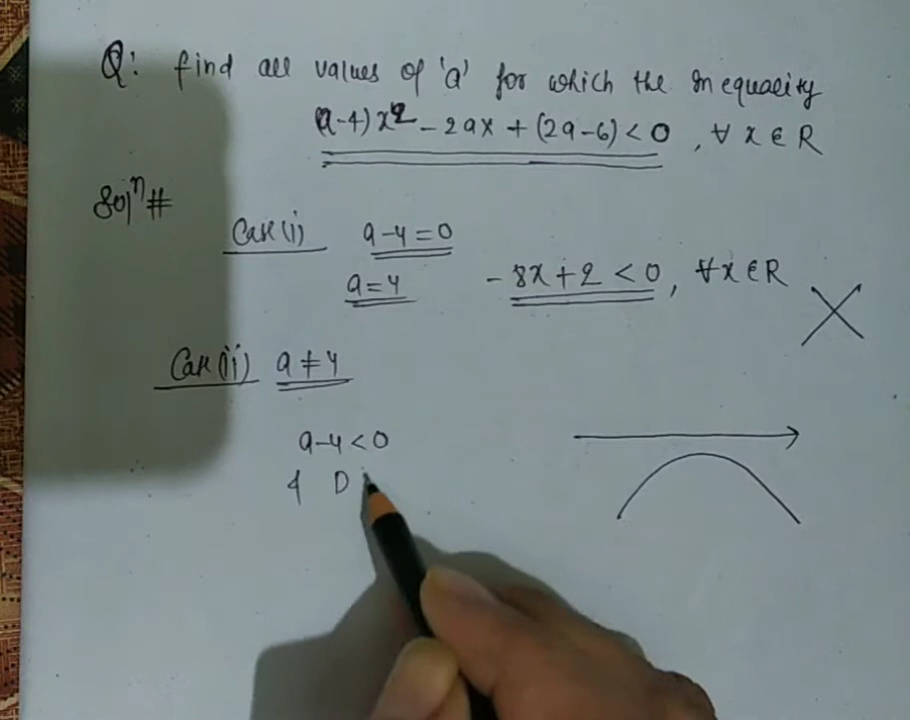 Q: find all values of 'a' for which the Inequality
(a-4)x² - 2ax + (2a-6) < 0 , ∀ x ∈ R
Solⁿ #
Case (i) a-4=0
a=4 -8x+2 < 0, ∀x ∈ R
Case (ii) a ≠ 4
a-4<0
& D